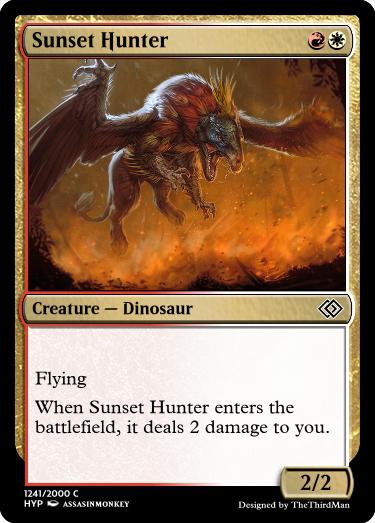 Sunset Hunter
Creature — Dinosaur
Flying
When Sunset Hunter enters the
battlefield, it deals 2 damage to you.
2/2
1241/2000 C
HYP ASSASINMONKEY
Designed by TheThirdMan